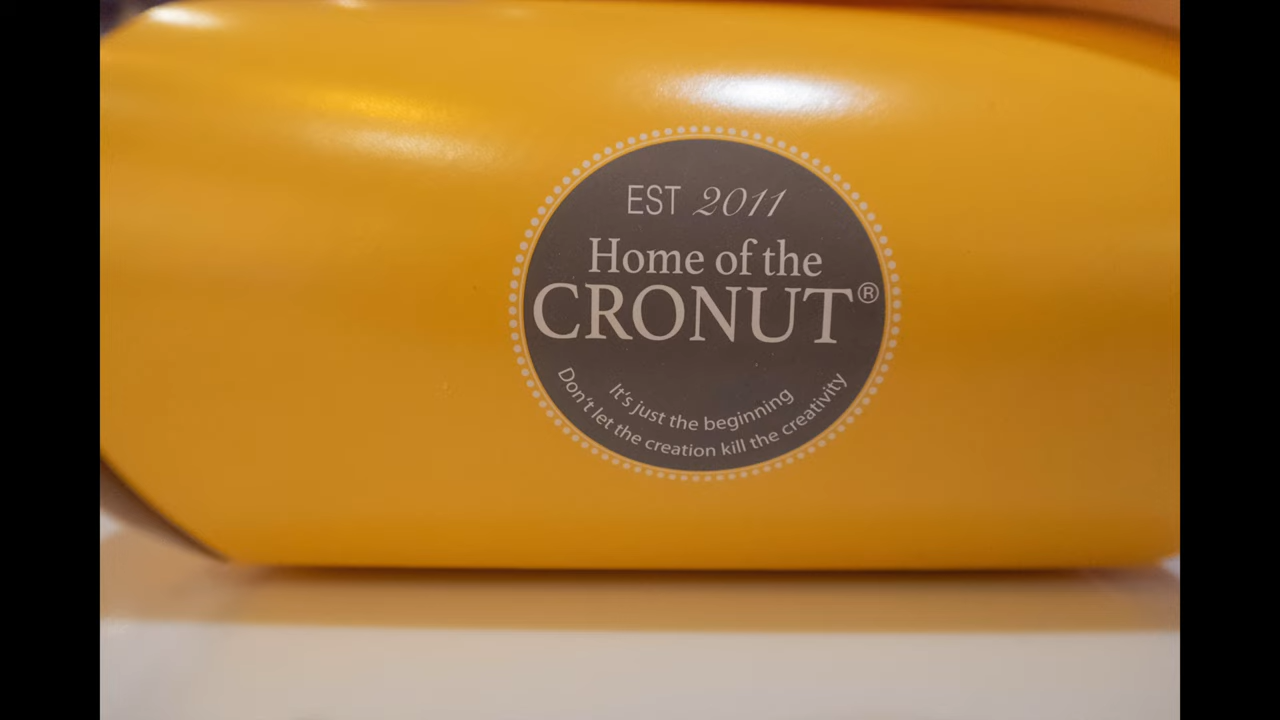 EST 2011
Home of the
CRONUT®
It's just the beginning
Don't let the creation kill the creativity